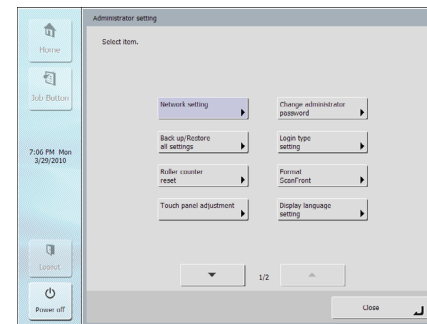 Administrator setting
Select item.
Home
Job Button
7:06 PM Mon
3/29/2010
Logout
Power off
Network setting
Change administrator
password
Back up/Restore
all settings
Login type
setting
Roller counter
reset
Format
ScanFront
Touch panel adjustment
Display language
setting
1/2
Close